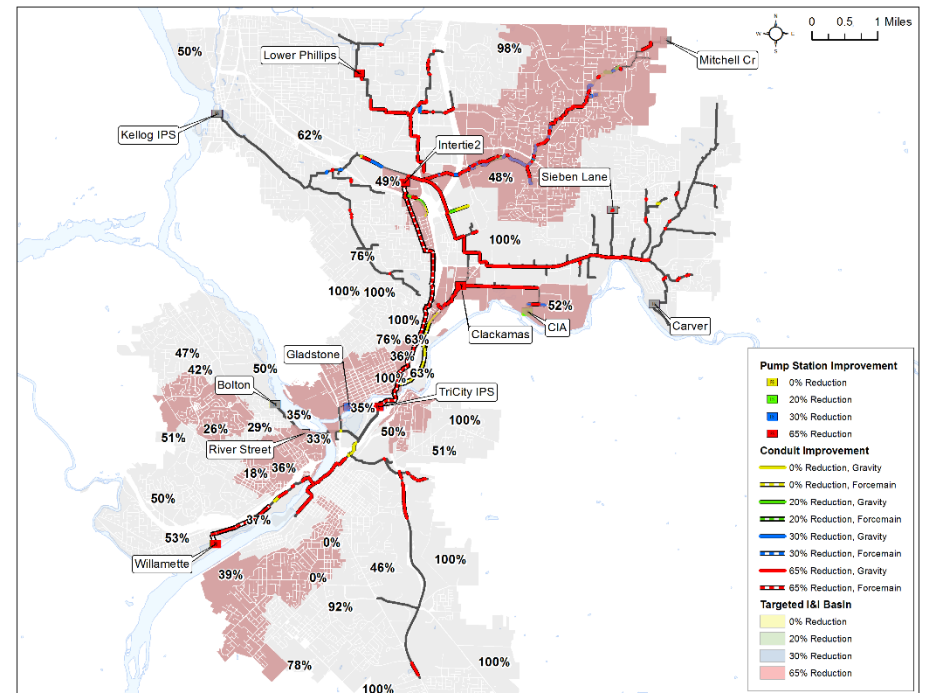 50%
98%
Lower Phillips
Mitchell Cr
0 0.5 1 Miles
N
W
S
Kellog IPS
62%
Intertie2
49%
48%
Sieben Lane
100%
76%
100% 100%
52%
100%
Clackamas
CIA
Carver
76% 63%
36%
47%
42%
50%
Gladstone
100%
63%
Bolton
35%
TriCity IPS
35%
100%
26%
29%
50%
51%
33%
51%
River Street
18%
36%
50%
37%
53%
Willamette
0%
39%
0%
46%
100%
92%
78%
100%
100%
Pump Station Improvement
0% Reduction
20% Reduction
30% Reduction
65% Reduction
Conduit Improvement
0% Reduction, Gravity
0% Reduction, Forcemain
20% Reduction, Gravity
20% Reduction, Forcemain
30% Reduction, Gravity
30% Reduction, Forcemain
65% Reduction, Gravity
65% Reduction, Forcemain
Targeted I&I Basin
0% Reduction
20% Reduction
30% Reduction
65% Reduction